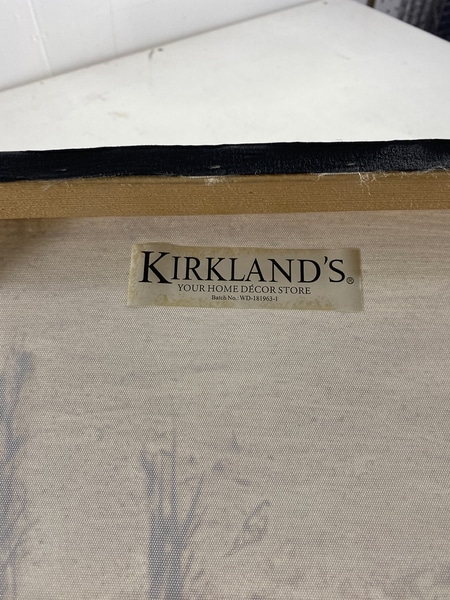 KIRKLAND'S®
YOUR HOME DÉCOR STORE
Batch No.: WD-181963-1